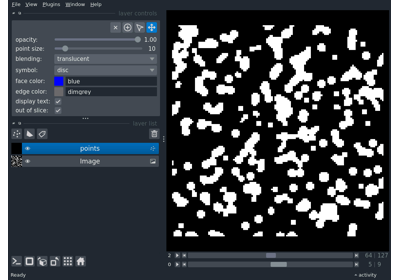 File View Plugins Window Help
layer controls
opacity: 1.00
point size: 10
blending: translucent
symbol: disc
face color: blue
edge color: dimgrey
display text:
out of slice:
layer list
points
Image
2 64 127
0 5 9
Ready activity